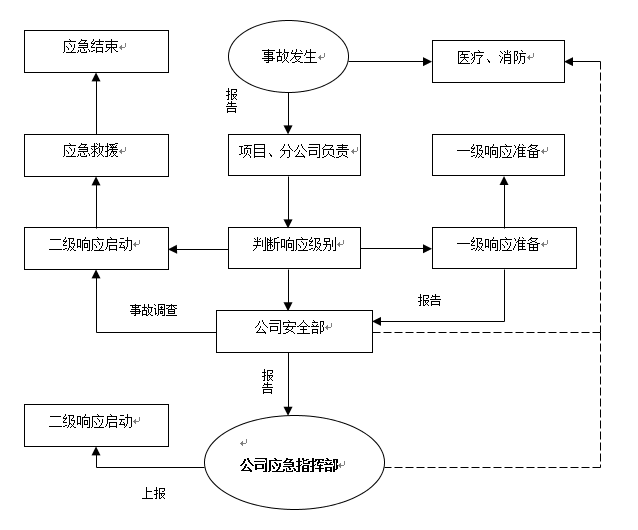 应急结束
事故发生
医疗、消防
报告
应急救援
项目、分公司负责
一级响应准备
二级响应启动
判断响应级别
一级响应准备
事故调查
报告
公司安全部
报告
二级响应启动
公司应急指挥部
上报